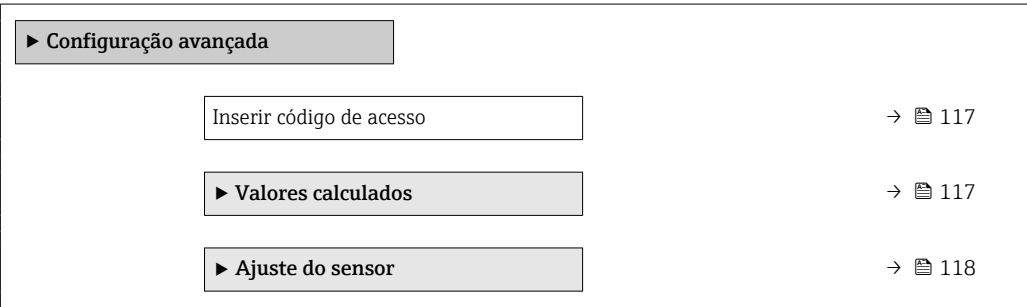 ▶ Configuração avançada
Inserir código de acesso → 🖹 117
▶ Valores calculados → 🖹 117
▶ Ajuste do sensor → 🖹 118